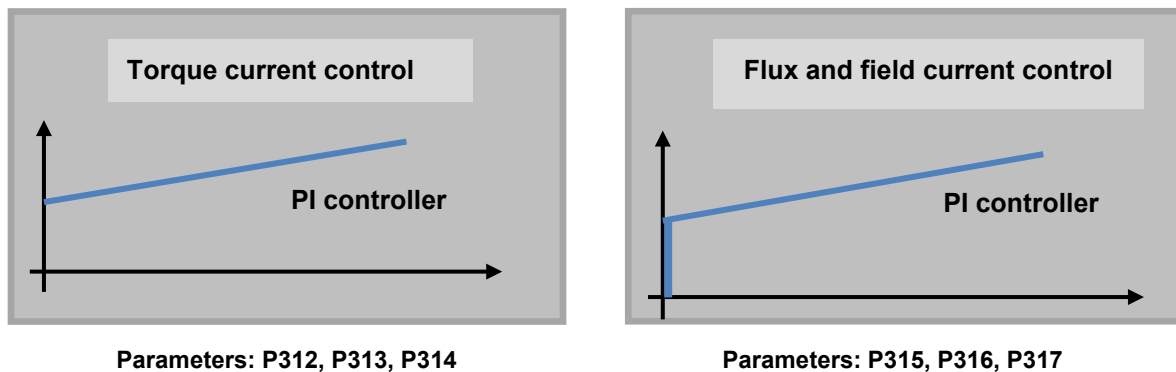 Torque current control
PI controller
Parameters: P312, P313, P314
Flux and field current control
PI controller
Parameters: P315, P316, P317